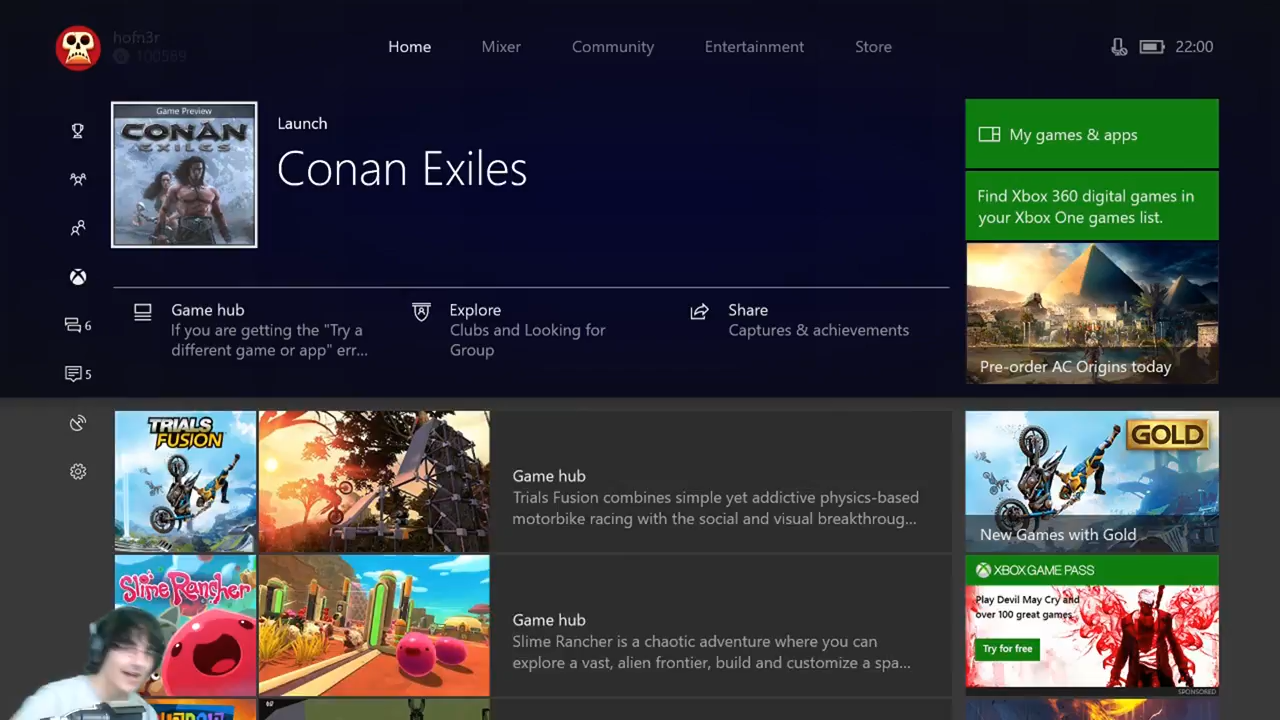 hofn3r
100569
Home
Mixer
Community
Entertainment
Store
22:00
Game Preview
CONAN
EXILES
Launch
Conan Exiles
My games & apps
Find Xbox 360 digital games in
your Xbox One games list.
Game hub
If you are getting the "Try a
different game or app" err...
Explore
Clubs and Looking for
Group
Share
Captures & achievements
6
5
Pre-order AC Origins today
TRIALS
FUSION
Game hub
Trials Fusion combines simple yet addictive physics-based
motorbike racing with the social and visual breakthroug...
GOLD
New Games with Gold
Slime Rancher
Game hub
Slime Rancher is a chaotic adventure where you can
explore a vast, alien frontier, build and customize a spa...
XBOX GAME PASS
Play Devil May Cry and
over 100 great games
Try for free
SPONSORED